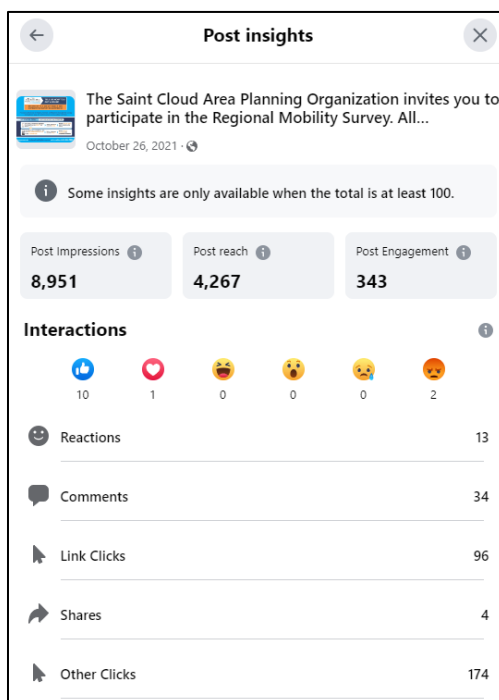 Post insights
The Saint Cloud Area Planning Organization invites you to
participate in the Regional Mobility Survey. All...
October 26, 2021 ·
Some insights are only available when the total is at least 100.
Post Impressions
Post reach
Post Engagement
8,951
4,267
343
Interactions
10
1
0
0
0
2
Reactions 13
Comments 34
Link Clicks 96
Shares 4
Other Clicks 174